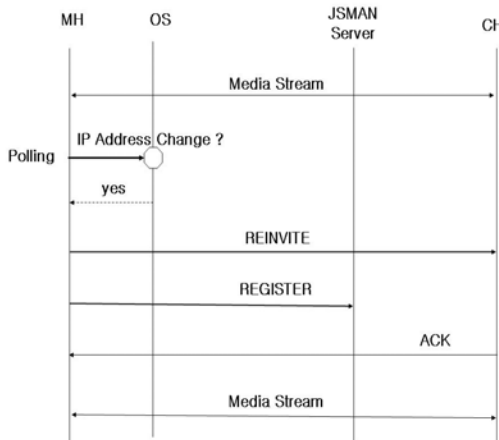 MH
OS
JSMAN
Server
CH
Media Stream
IP Address Change ?
Polling
yes
REINVITE
REGISTER
ACK
Media Stream